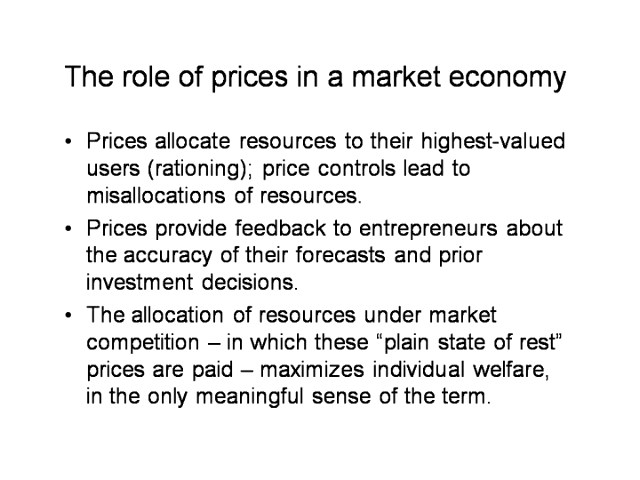 The role of prices in a market economy
• Prices allocate resources to their highest-valued
users (rationing); price controls lead to
misallocations of resources.
• Prices provide feedback to entrepreneurs about
the accuracy of their forecasts and prior
investment decisions.
• The allocation of resources under market
competition – in which these “plain state of rest”
prices are paid – maximizes individual welfare,
in the only meaningful sense of the term.